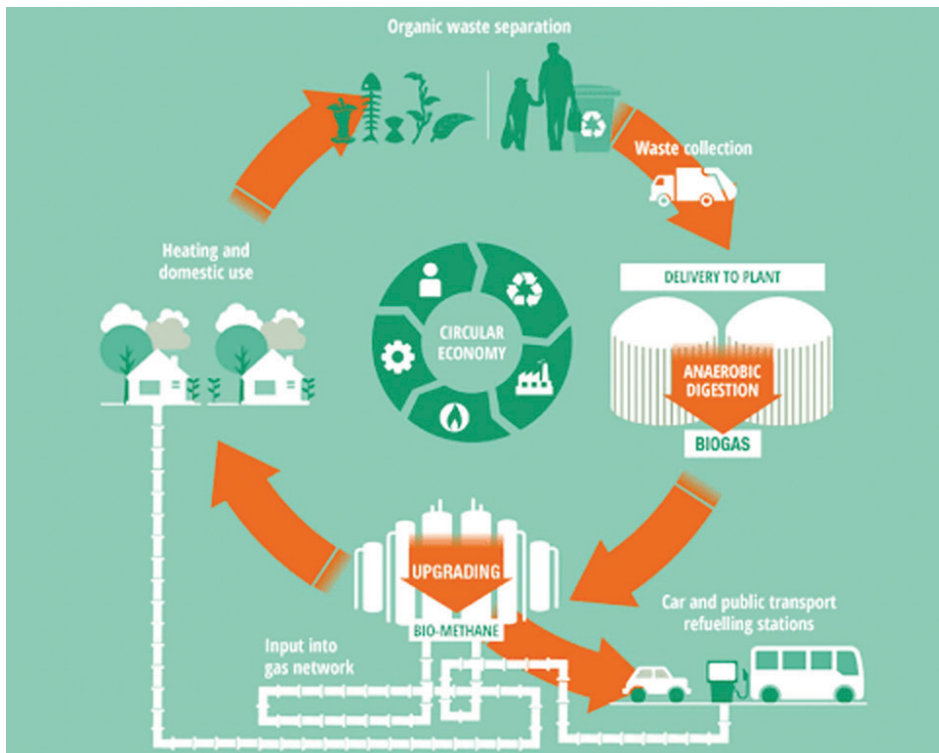 Organic waste separation
Waste collection
DELIVERY TO PLANT
ANAEROBIC
DIGESTION
BIOGAS
Heating and
domestic use
CIRCULAR
ECONOMY
UPGRADING
BIO-METHANE
Input into
gas network
Car and public transport
refuelling stations